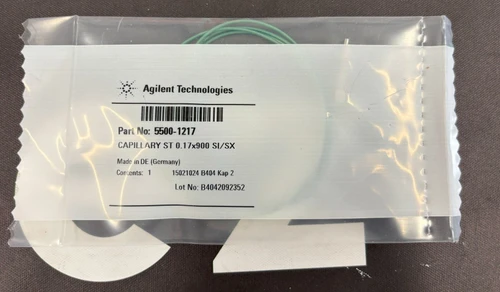 Agilent Technologies
Part No: 5500-1217
CAPILLARY ST 0.17x900 SI/SX
Made in DE (Germany)
Contents: 1 15021024 B404 Kap 2
Lot No: B4042092352